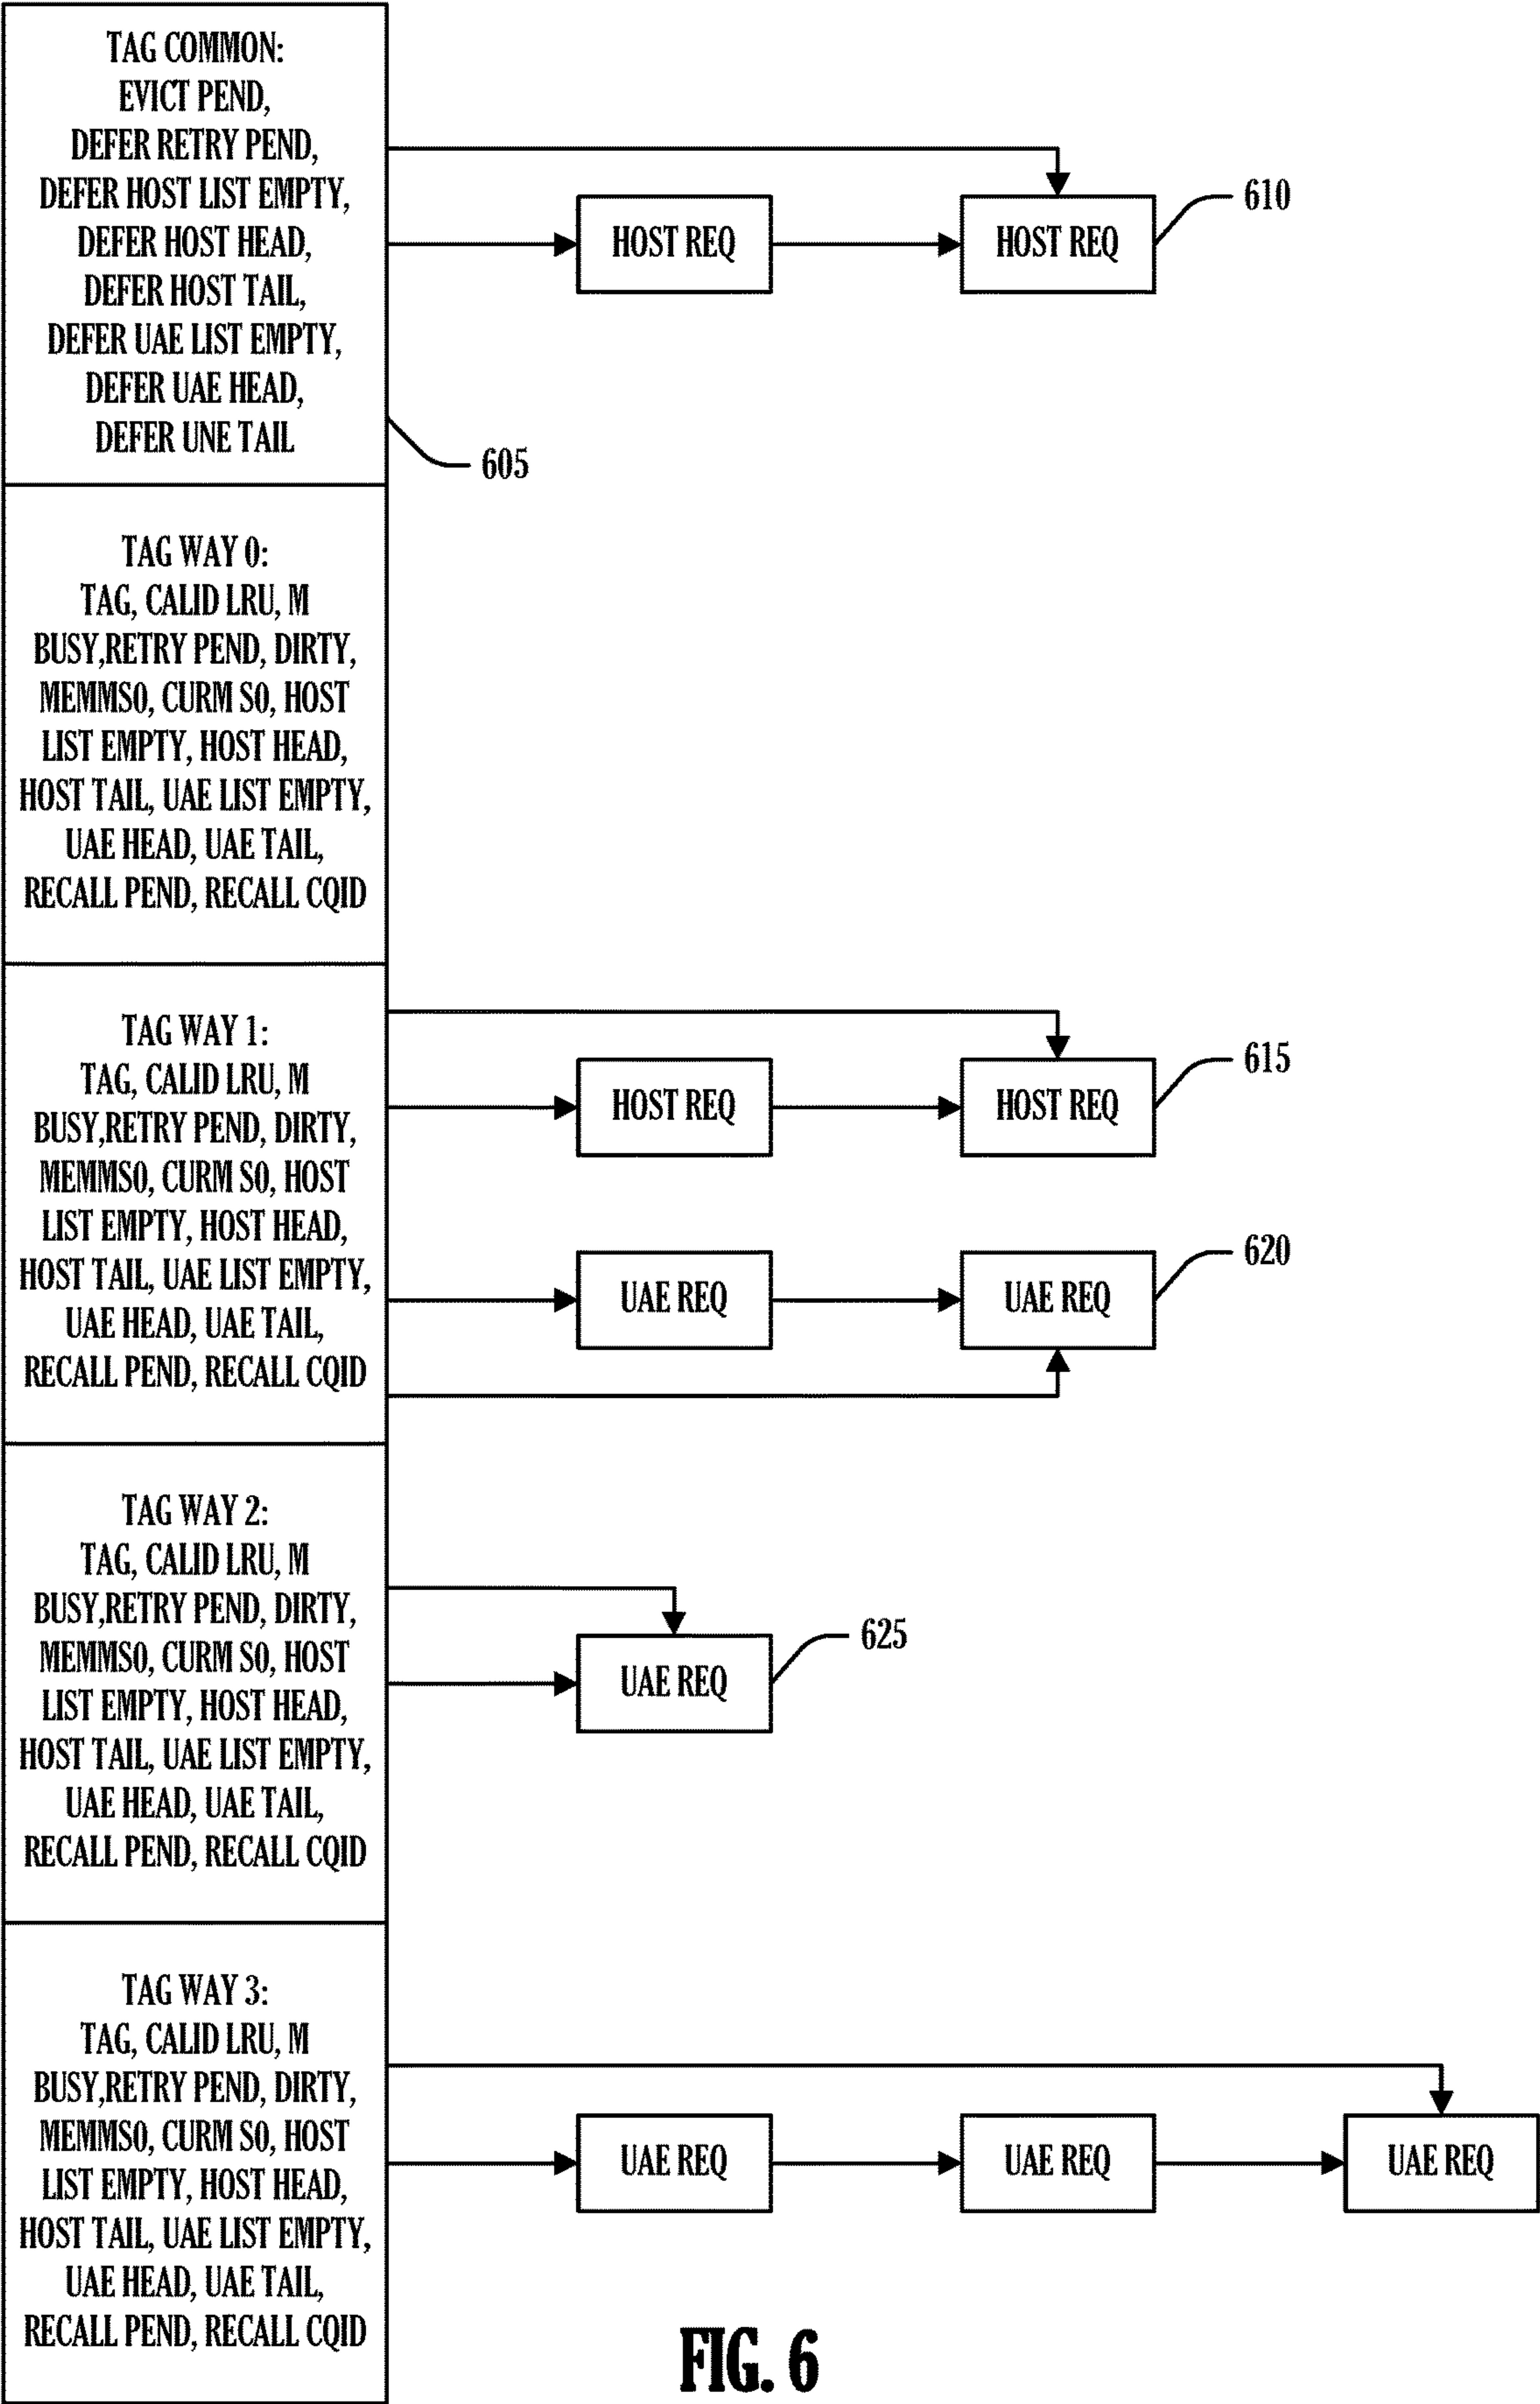 TAG COMMON:
EVICT PEND,
DEFER RETRY PEND,
DEFER HOST LIST EMPTY,
DEFER HOST HEAD,
DEFER HOST TAIL,
DEFER UAE LIST EMPTY,
DEFER UAE HEAD,
DEFER UNE TAIL
HOST REQ
HOST REQ
610
605
TAG WAY 0:
TAG, CALID LRU, M
BUSY,RETRY PEND, DIRTY,
MEMMSO, CURM SO, HOST
LIST EMPTY, HOST HEAD,
HOST TAIL, UAE LIST EMPTY,
UAE HEAD, UAE TAIL,
RECALL PEND, RECALL CQID
TAG WAY 1:
TAG, CALID LRU, M
BUSY,RETRY PEND, DIRTY,
MEMMSO, CURM SO, HOST
LIST EMPTY, HOST HEAD,
HOST TAIL, UAE LIST EMPTY,
UAE HEAD, UAE TAIL,
RECALL PEND, RECALL CQID
HOST REQ
HOST REQ
615
UAE REQ
UAE REQ
620
TAG WAY 2:
TAG, CALID LRU, M
BUSY,RETRY PEND, DIRTY,
MEMMSO, CURM SO, HOST
LIST EMPTY, HOST HEAD,
HOST TAIL, UAE LIST EMPTY,
UAE HEAD, UAE TAIL,
RECALL PEND, RECALL CQID
UAE REQ
625
TAG WAY 3:
TAG, CALID LRU, M
BUSY,RETRY PEND, DIRTY,
MEMMSO, CURM SO, HOST
LIST EMPTY, HOST HEAD,
HOST TAIL, UAE LIST EMPTY,
UAE HEAD, UAE TAIL,
RECALL PEND, RECALL CQID
UAE REQ
UAE REQ
UAE REQ
FIG. 6